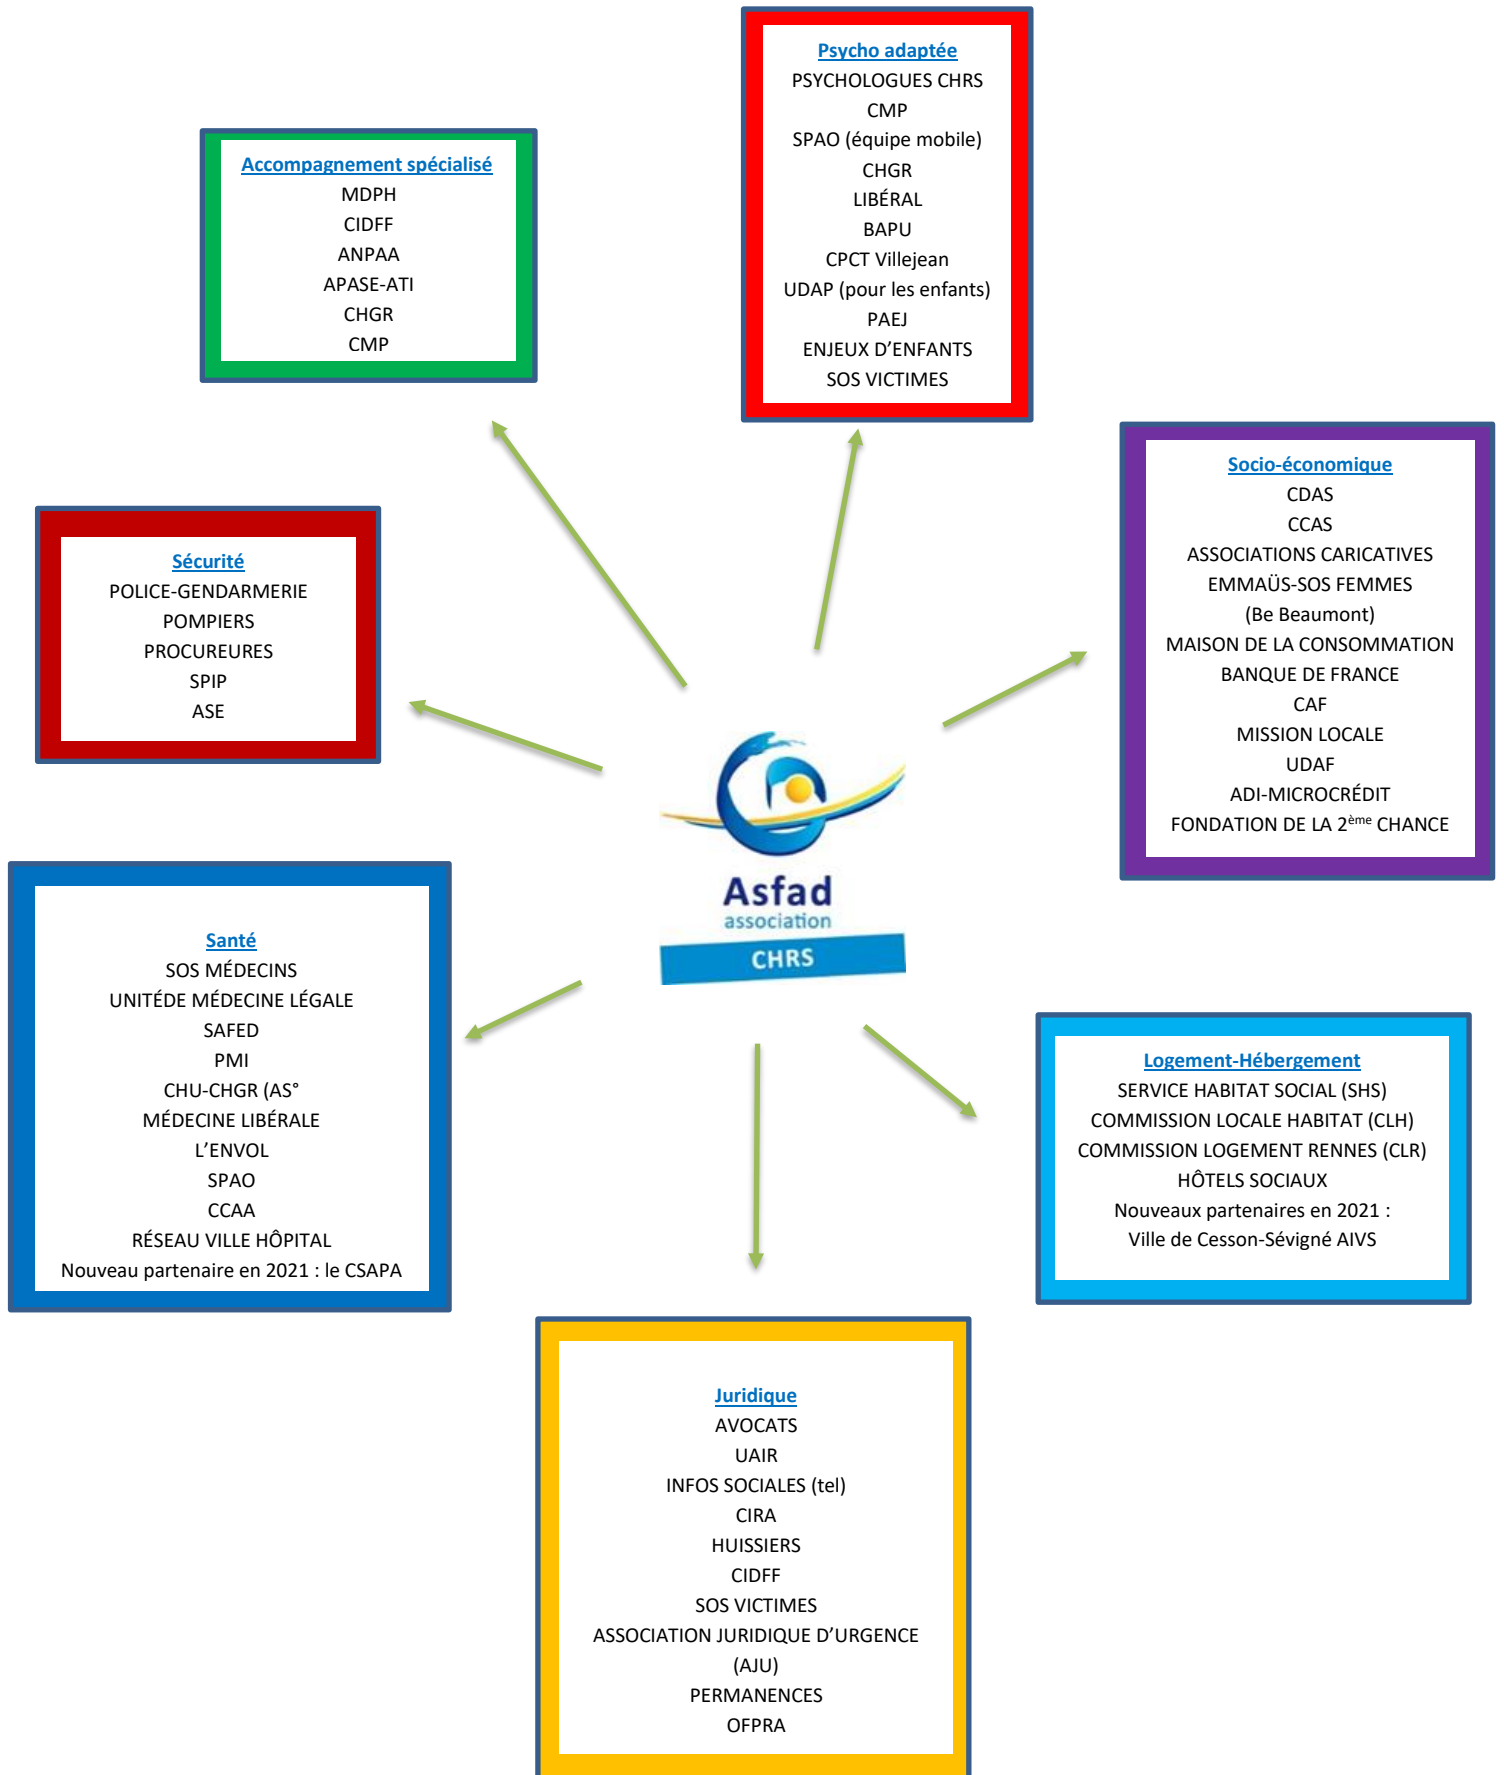 Psycho adaptée
PSYCHOLOGUES CHRS
CMP
SPAO (équipe mobile)
CHGR
LIBÉRAL
BAPU
CPCT Villejean
UDAP (pour les enfants)
PAEJ
ENJEUX D’ENFANTS
SOS VICTIMES
Accompagnement spécialisé
MDPH
CIDFF
ANPAA
APASE-ATI
CHGR
CMP
Socio-économique
CDAS
CCAS
ASSOCIATIONS CARICATIVES
EMMAÜS-SOS FEMMES
(Be Beaumont)
MAISON DE LA CONSOMMATION
BANQUE DE FRANCE
CAF
MISSION LOCALE
UDAF
ADI-MICROCRÉDIT
FONDATION DE LA 2ème CHANCE
Sécurité
POLICE-GENDARMERIE
POMPIERS
PROCUREURES
SPIP
ASE
Asfad
association
CHRS
Santé
SOS MÉDECINS
UNITÉDE MÉDECINE LÉGALE
SAFED
PMI
CHU-CHGR (AS°
MÉDECINE LIBÉRALE
L’ENVOL
SPAO
CCAA
RÉSEAU VILLE HÔPITAL
Nouveau partenaire en 2021 : le CSAPA
Logement-Hébergement
SERVICE HABITAT SOCIAL (SHS)
COMMISSION LOCALE HABITAT (CLH)
COMMISSION LOGEMENT RENNES (CLR)
HÔTELS SOCIAUX
Nouveaux partenaires en 2021 :
Ville de Cesson-Sévigné AIVS
Juridique
AVOCATS
UAIR
INFOS SOCIALES (tel)
CIRA
HUISSIERS
CIDFF
SOS VICTIMES
ASSOCIATION JURIDIQUE D’URGENCE
(AJU)
PERMANENCES
OFPRA